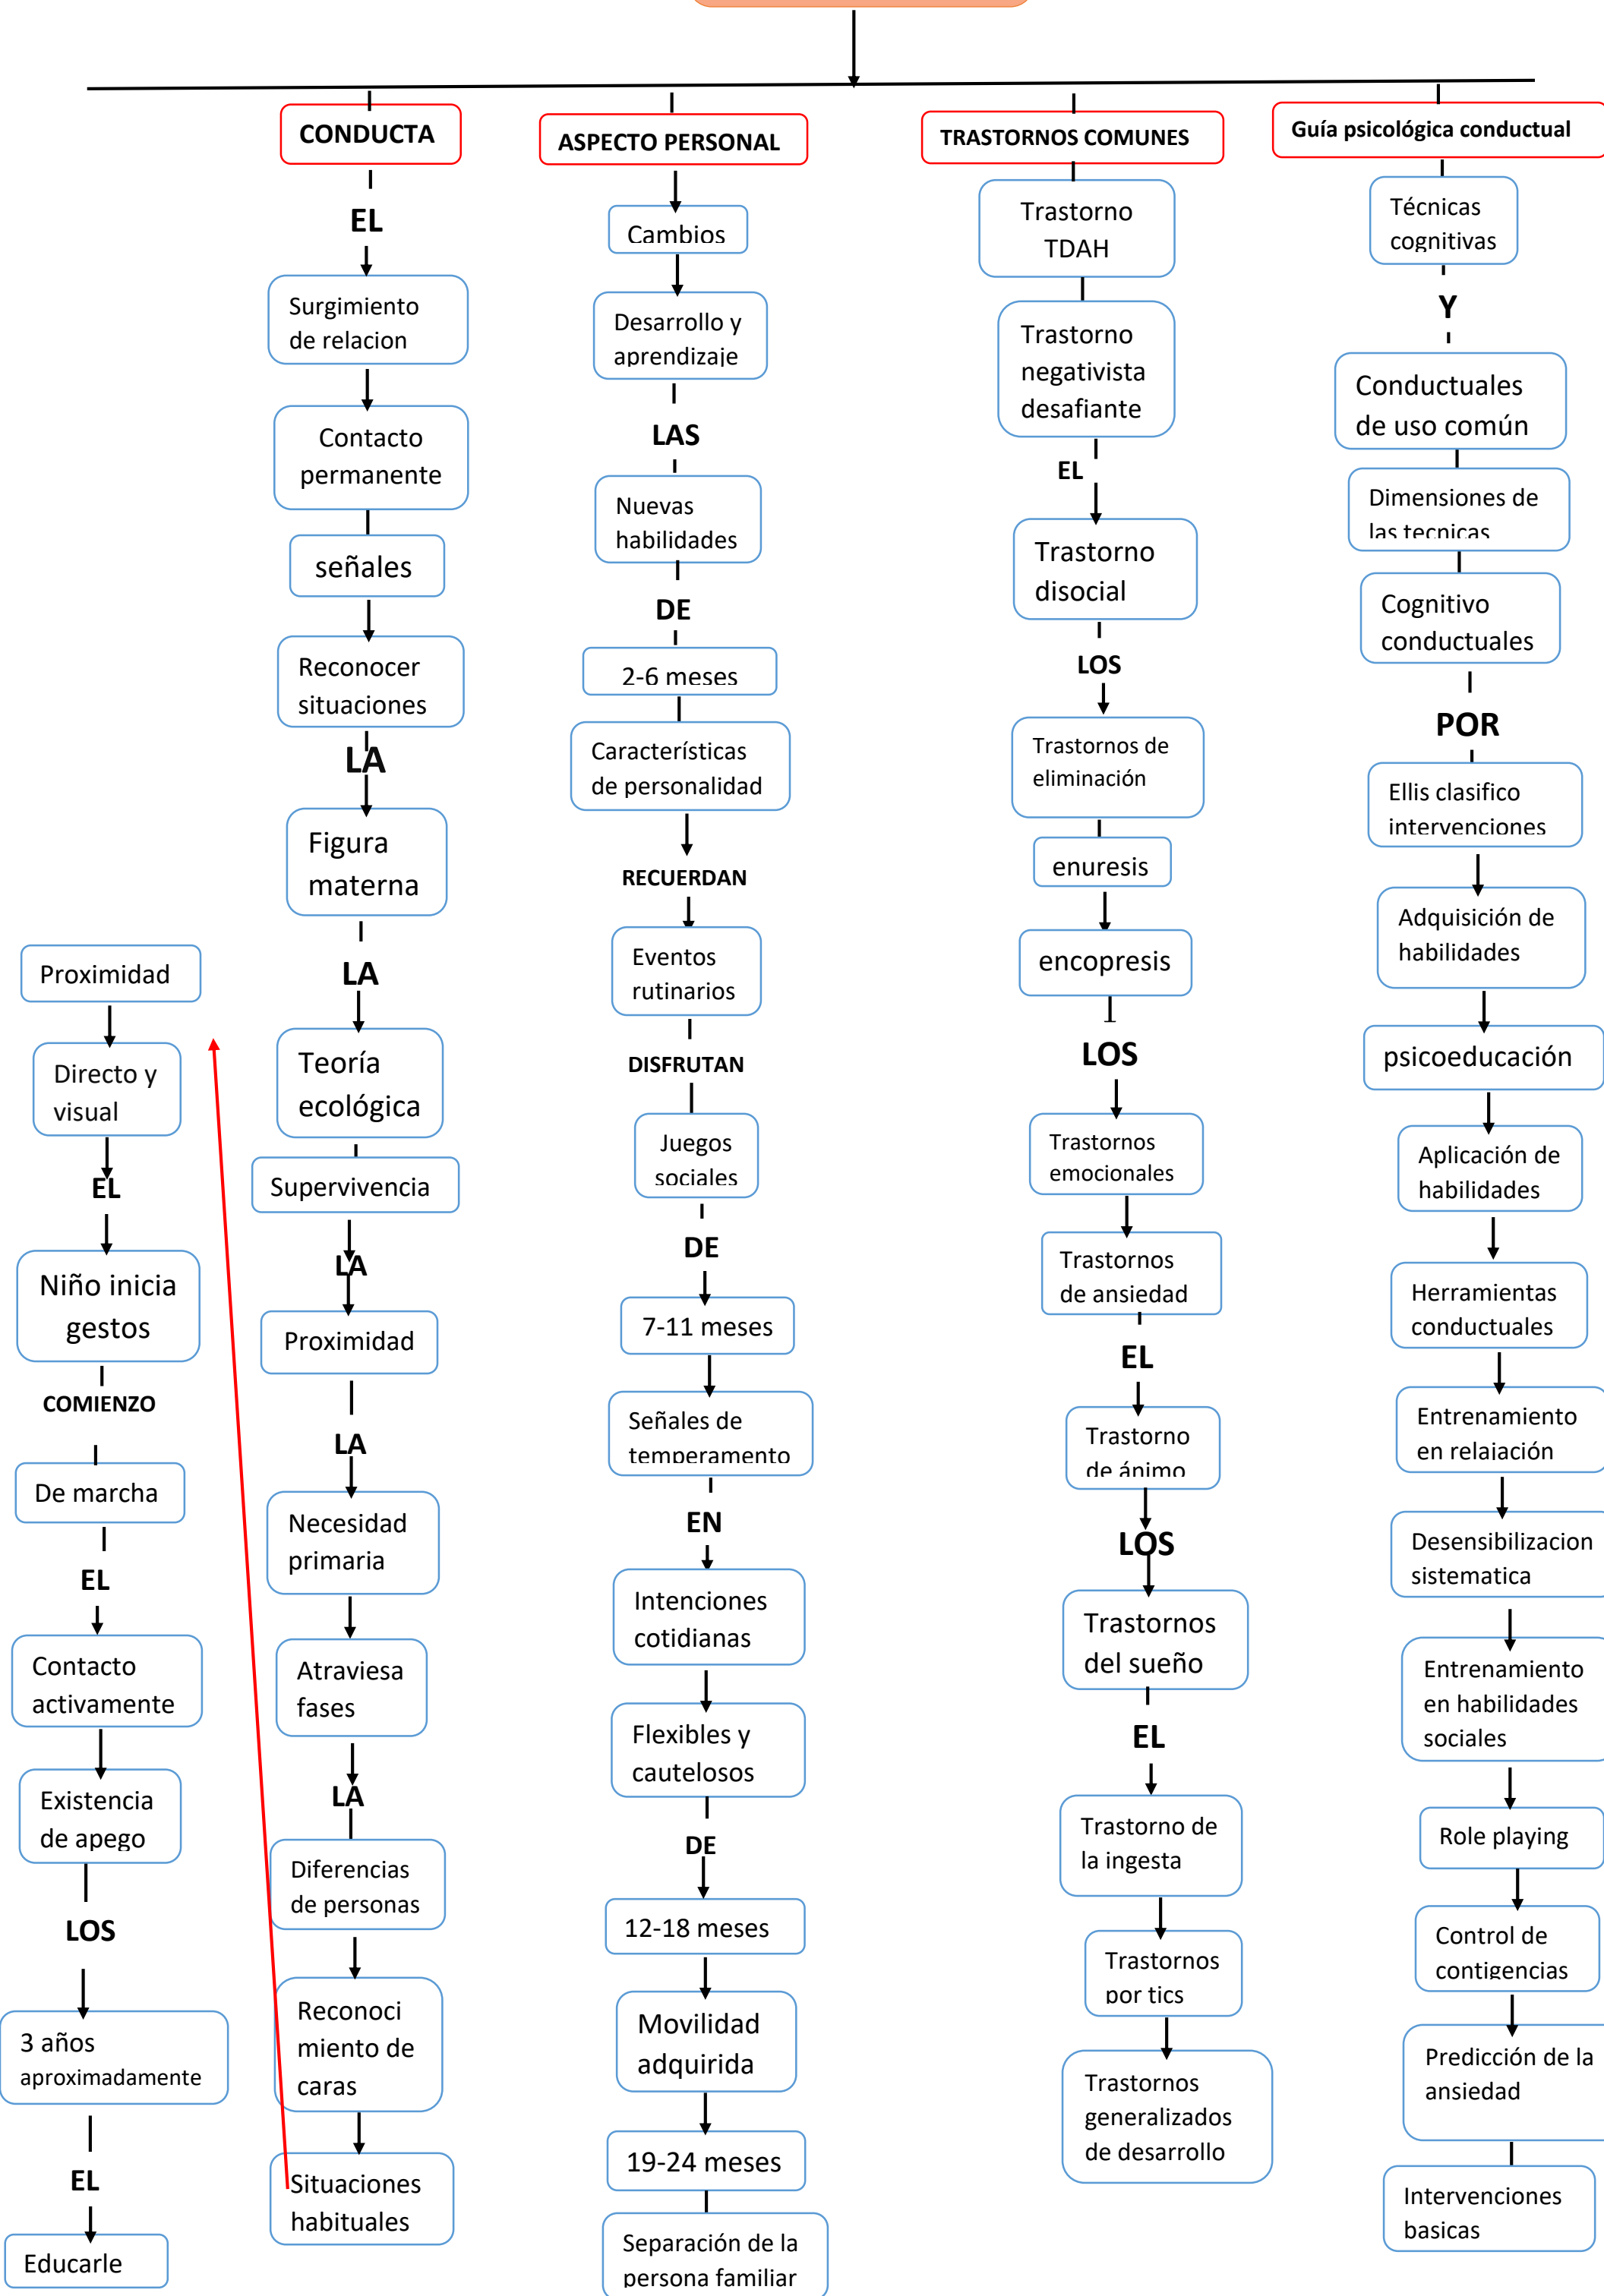 CONDUCTA
EL
Surgimiento
de relacion
Contacto
permanente
señales
Reconocer
situaciones
LA
Figura
materna
LA
Teoría
ecológica
Supervivencia
LA
Proximidad
LA
Necesidad
primaria
Atraviesa
fases
LA
Diferencias
de personas
Reconoci
miento de
caras
Situaciones
habituales
Proximidad
Directo y
visual
EL
Niño inicia
gestos
COMIENZO
De marcha
EL
Contacto
activamente
Existencia
de apego
LOS
3 años
aproximadamente
EL
Educarle
ASPECTO PERSONAL
Cambios
Desarrollo y
aprendizaje
LAS
Nuevas
habilidades
DE
2-6 meses
Características
de personalidad
RECUERDAN
Eventos
rutinarios
DISFRUTAN
Juegos
sociales
DE
7-11 meses
Señales de
temperamento
EN
Intenciones
cotidianas
Flexibles y
cautelosos
DE
12-18 meses
Movilidad
adquirida
19-24 meses
Separación de la
persona familiar
TRASTORNOS COMUNES
Trastorno
TDAH
Trastorno
negativista
desafiante
EL
Trastorno
disocial
LOS
Trastornos de
eliminación
enuresis
encopresis
LOS
Trastornos
emocionales
Trastornos
de ansiedad
EL
Trastorno
de ánimo
LOS
Trastornos
del sueño
EL
Trastorno de
la ingesta
Trastornos
por tics
Trastornos
generalizados
de desarrollo
Guía psicológica conductual
Técnicas
cognitivas
Y
Conductuales
de uso común
Dimensiones de
las tecnicas
Cognitivo
conductuales
POR
Ellis clasifico
intervenciones
Adquisición de
habilidades
psicoeducación
Aplicación de
habilidades
Herramientas
conductuales
Entrenamiento
en relajación
Desensibilizacion
sistematica
Entrenamiento
en habilidades
sociales
Role playing
Control de
contigencias
Predicción de la
ansiedad
Intervenciones
basicas